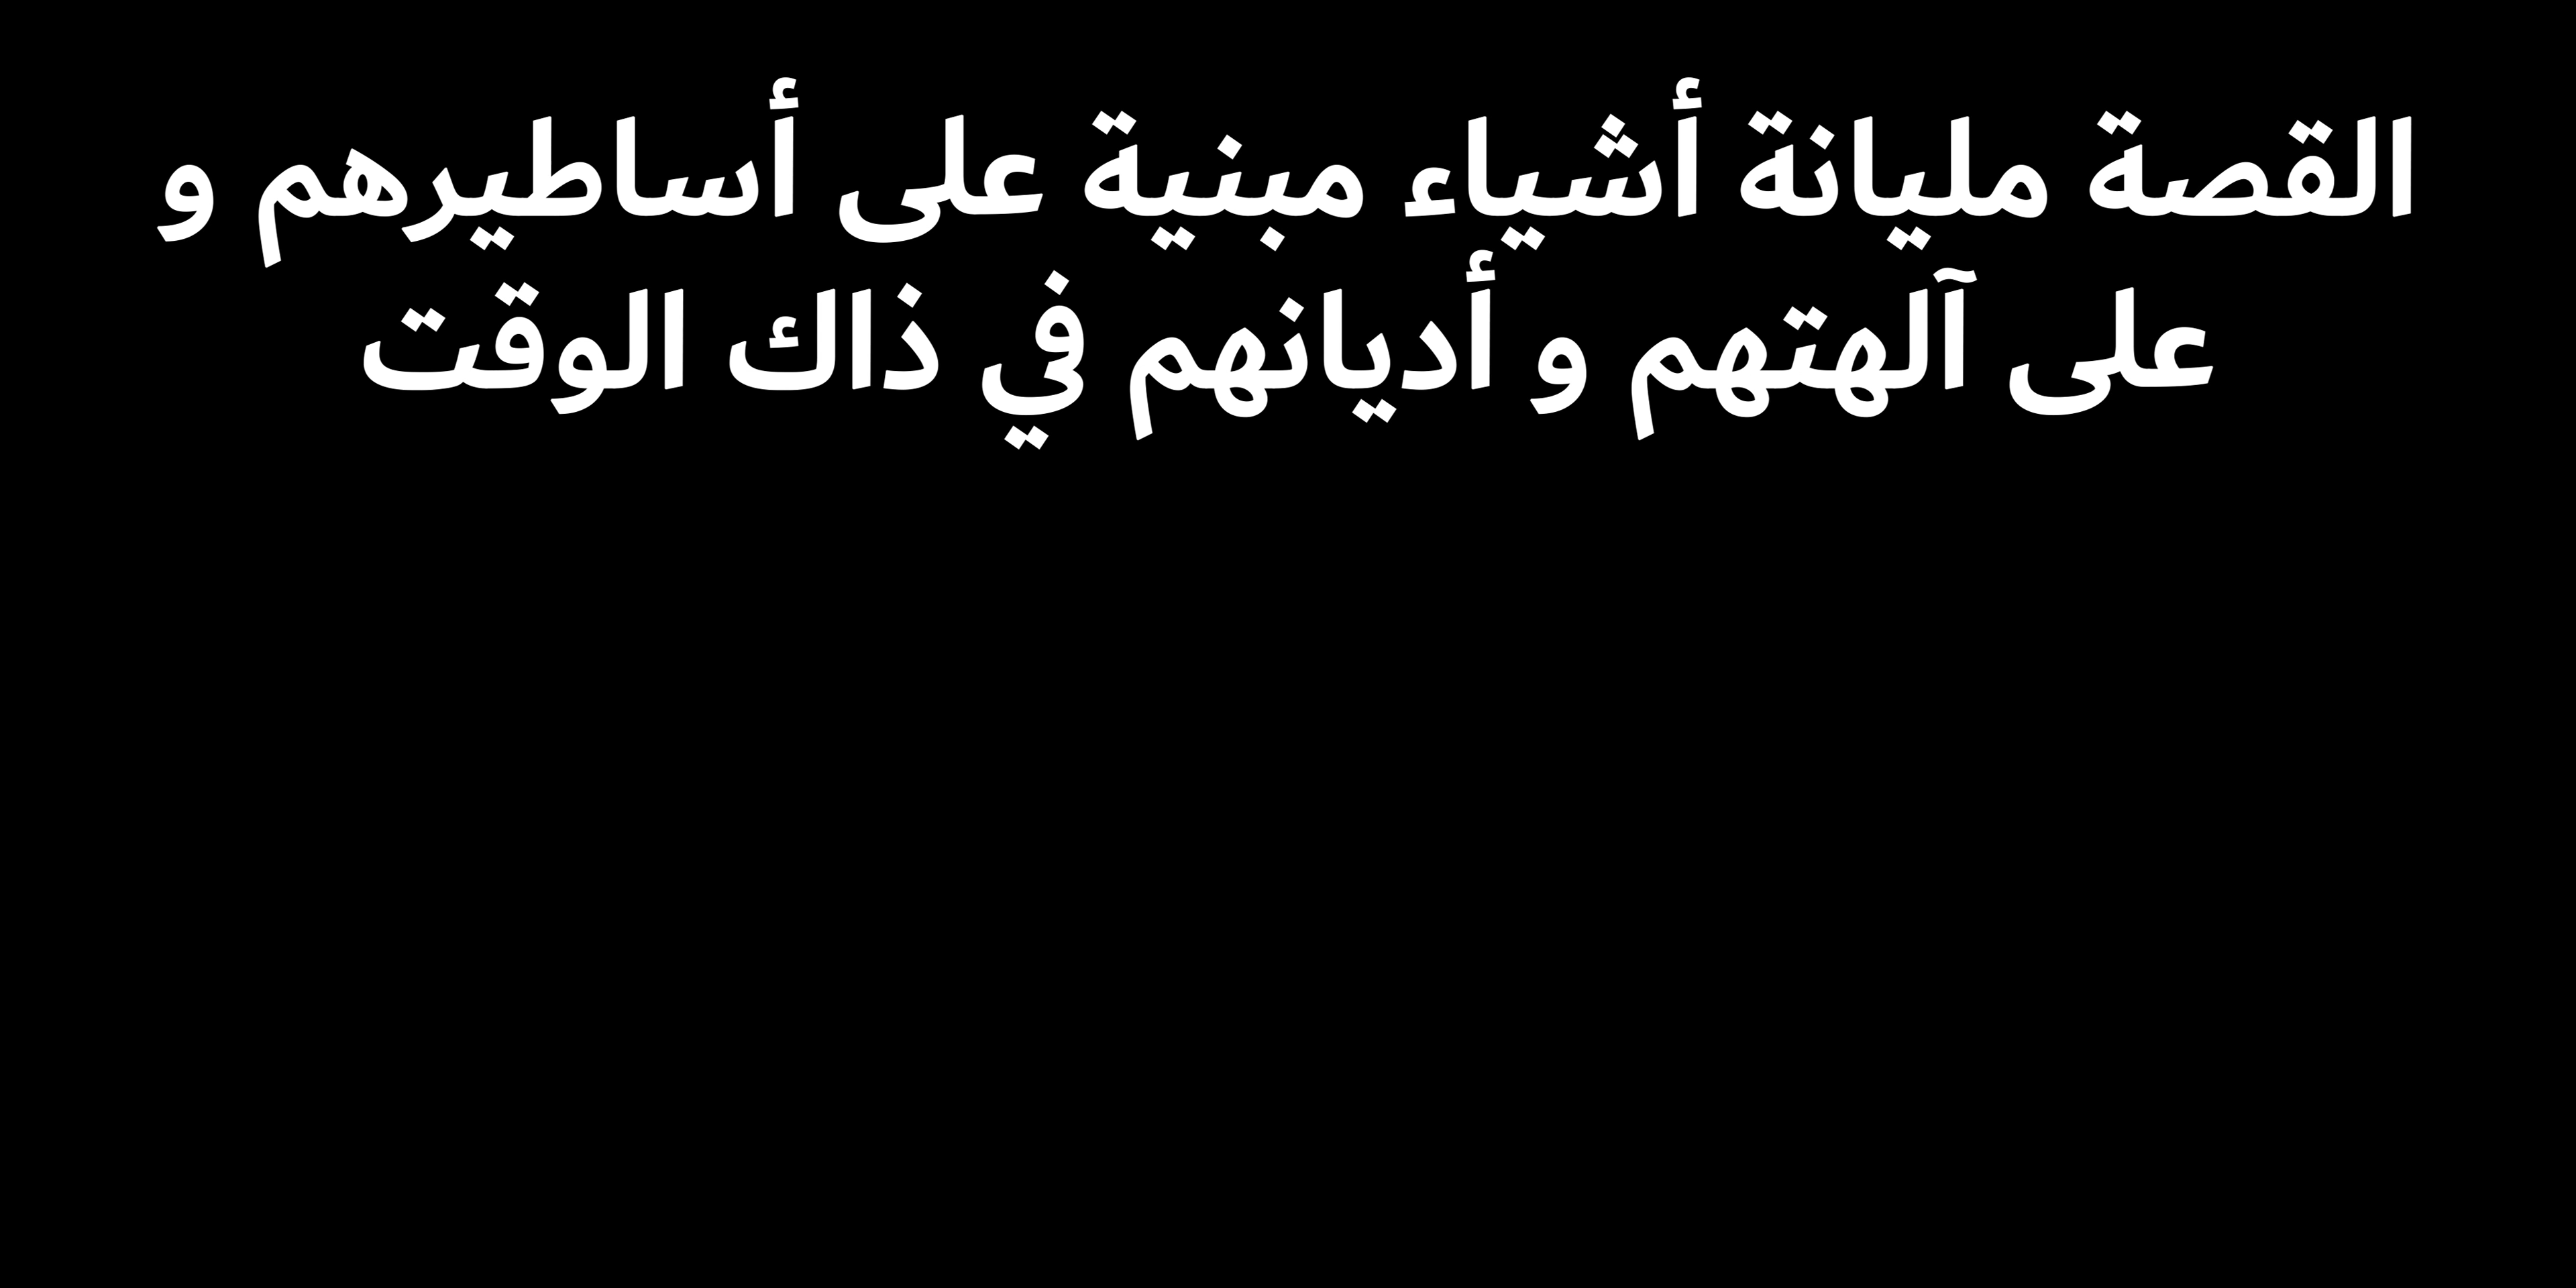 القصة مليانة أشياء مبنية على أساطيرهم و
على آلهتهم و أديانهم في ذاك الوقت